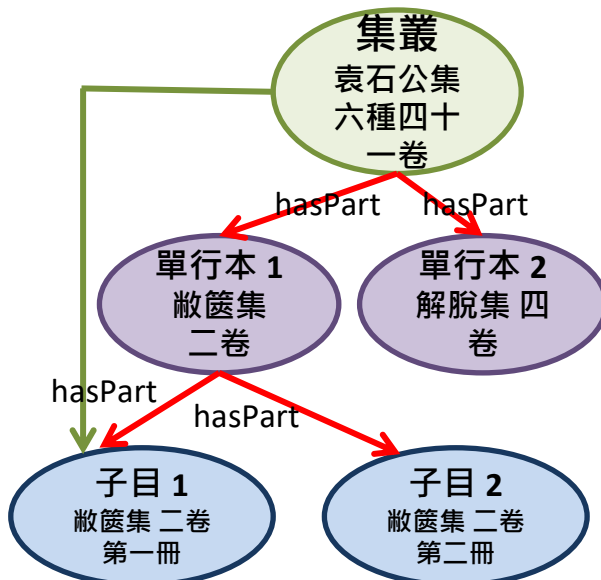 集叢
袁石公集
六種四十
一卷
hasPart
hasPart
單行本 1
敝篋集
二卷
單行本 2
解脫集 四
卷
hasPart
hasPart
子目 1
敝篋集 二卷
第一冊
子目 2
敝篋集 二卷
第二冊